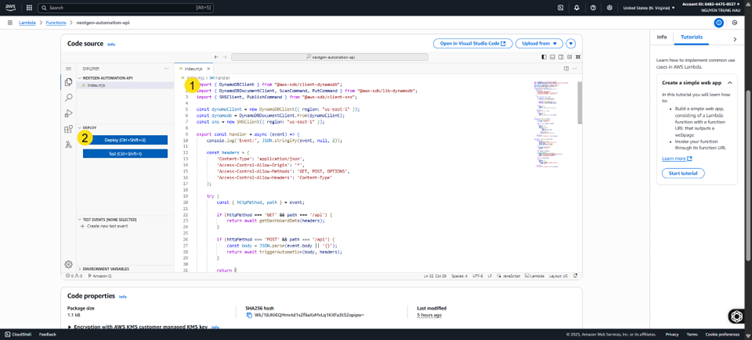 aws
Search
[Alt+S]
United States (N. Virginia)
Account ID: 0482-6475-8537
NGUYEN TRUNG HAU
Lambda
Functions
nextgen-automation-api
Code source
Info
Open in Visual Studio Code
Upload from
EXPLORER
NEXTGEN-AUTOMATION-API
index.mjs
nextgen-automation-api
index.mjs
1
import { DynamoDBClient } from "@aws-sdk/client-dynamodb";
import { DynamoDBDocumentClient, ScanCommand, PutCommand } from "@aws-sdk/lib-dynamodb";
import { SNSClient, PublishCommand } from "@aws-sdk/client-sns";
const dynamoClient = new DynamoDBClient({ region: "us-east-1" });
const dynamodb = DynamoDBDocumentClient.from(dynamoClient);
const sns = new SNSClient({ region: "us-east-1" });
export const handler = async (event) => {
console.log('Event:', JSON.stringify(event, null, 2));
const headers = {
'Content-Type': 'application/json',
'Access-Control-Allow-Origin': '*',
'Access-Control-Allow-Methods': 'GET, POST, OPTIONS',
'Access-Control-Allow-Headers': 'Content-Type'
};
try {
const { httpMethod, path } = event;
if (httpMethod === 'GET' && path === '/api') {
return await getDashboardData(headers);
}
if (httpMethod === 'POST' && path === '/api') {
const body = JSON.parse(event.body || '{}');
return await triggerAutomation(body, headers);
}
return {
DEPLOY
2
Deploy (Ctrl+Shift+U)
Test (Ctrl+Shift+I)
TEST EVENTS [NONE SELECTED]
Create new test event
ENVIRONMENT VARIABLES
Amazon Q
Spaces: 4
UTF-8
LF
JavaScript
Lambda
Layout: US
Code properties
Info
Package size
1.1 kB
SHA256 hash
Last modified
5 hours ago
Encryption with AWS KMS customer managed KMS key
Info
Info
Tutorials
Learn how to implement common use cases in AWS Lambda.
Create a simple web app
In this tutorial you will learn how to:
Build a simple web app, consisting of a Lambda function with a function URL that outputs a webpage
Invoke your function through its function URL
Learn more
Start tutorial
CloudShell
Feedback
© 2025, Amazon Web Services, Inc. or its affiliates.
Privacy
Terms
Cookie preferences